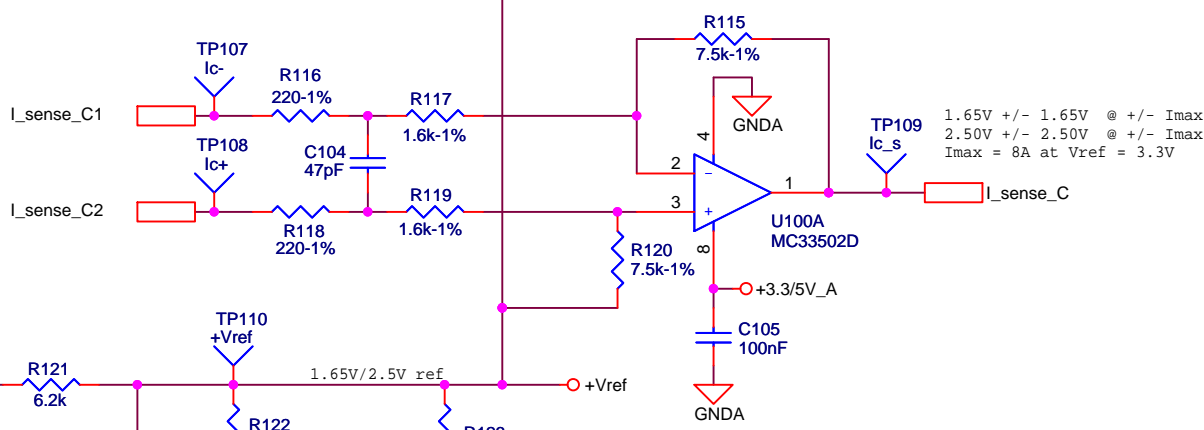 R115
7.5k-1%
TP107
Ic-
R116
220-1%
R117
1.6k-1%
I_sense_C1
4
GNDA
TP109
Ic_s
1.65V +/- 1.65V @ +/- Imax
2.50V +/- 2.50V @ +/- Imax
Imax = 8A at Vref = 3.3V
TP108
Ic+
C104
47pF
2
-
1
I_sense_C2
R118
220-1%
R119
1.6k-1%
3
+
I_sense_C
U100A
MC33502D
8
R120
7.5k-1%
+3.3/5V_A
C105
100nF
GNDA
TP110
+Vref
R121
6.2k
1.65V/2.5V ref
+Vref
R122